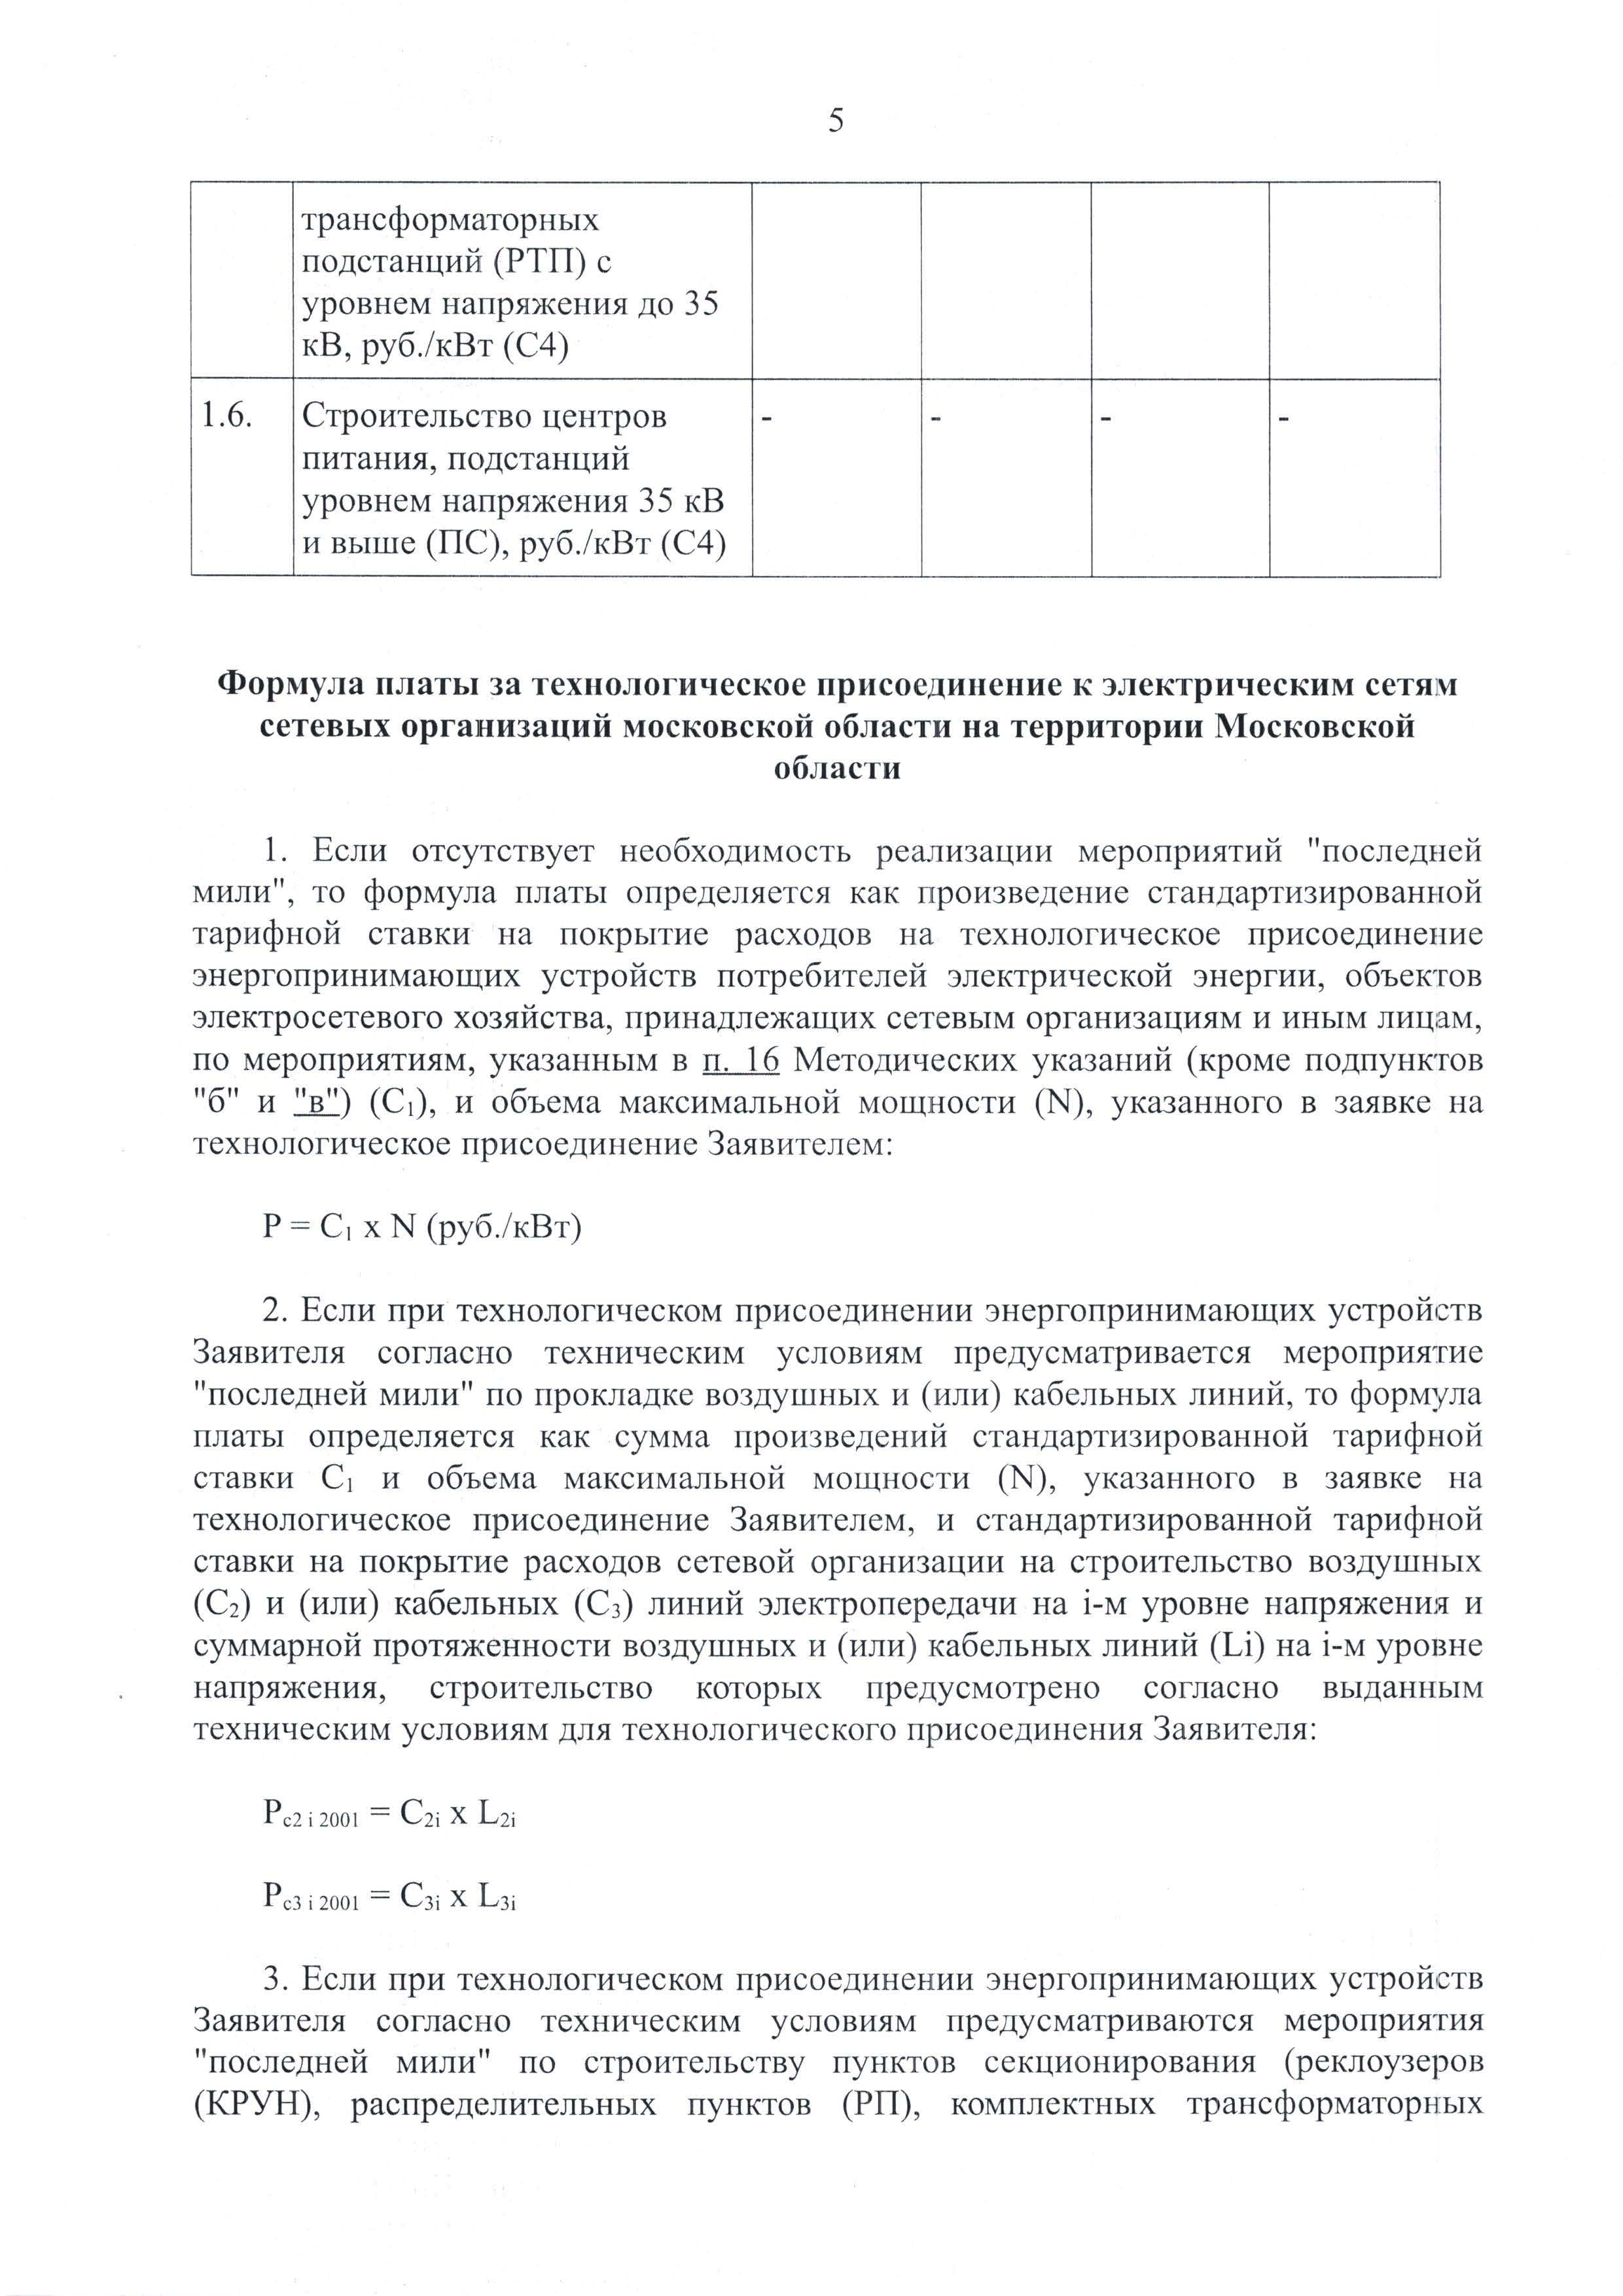 5
трансформаторных
подстанций (РТП) с
уровнем напряжения до 35
кВ, руб./кВт (С4)
1.6. Строительство центров - - - -
питания, подстанций
уровнем напряжения 35 кВ
и выше (ПС), руб./кВт (С4)
Формула платы за технологическое присоединение к электрическим сетям
сетевых организаций московской области на территории Московской
области
1. Если отсутствует необходимость реализации мероприятий "последней
мили", то формула платы определяется как произведение стандартизированной
тарифной ставки на покрытие расходов на технологическое присоединение
энергопринимающих устройств потребителей электрической энергии, объектов
электросетевого хозяйства, принадлежащих сетевым организациям и иным лицам,
по мероприятиям, указанным в п. 16 Методических указаний (кроме подпунктов
"б" и "в") (С₁), и объема максимальной мощности (N), указанного в заявке на
технологическое присоединение Заявителем:
P = C₁ x N (руб./кВт)
2. Если при технологическом присоединении энергопринимающих устройств
Заявителя согласно техническим условиям предусматривается мероприятие
"последней мили" по прокладке воздушных и (или) кабельных линий, то формула
платы определяется как сумма произведений стандартизированной тарифной
ставки С₁ и объема максимальной мощности (N), указанного в заявке на
технологическое присоединение Заявителем, и стандартизированной тарифной
ставки на покрытие расходов сетевой организации на строительство воздушных
(С₂) и (или) кабельных (С₃) линий электропередачи на i-м уровне напряжения и
суммарной протяженности воздушных и (или) кабельных линий (Li) на i-м уровне
напряжения, строительство которых предусмотрено согласно выданным
техническим условиям для технологического присоединения Заявителя:
Pc2 i 2001 = C2i x L2i
Pc3 i 2001 = C3i x L3i
3. Если при технологическом присоединении энергопринимающих устройств
Заявителя согласно техническим условиям предусматриваются мероприятия
"последней мили" по строительству пунктов секционирования (реклоузеров
(КРУН), распределительных пунктов (РП), комплектных трансформаторных